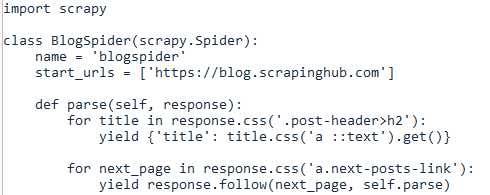 import scrapy

class BlogSpider(scrapy.Spider):
    name = 'blogspider'
    start_urls = ['https://blog.scrapinghub.com']

    def parse(self, response):
        for title in response.css('.post-header>h2'):
            yield {'title': title.css('a ::text').get()}

        for next_page in response.css('a.next-posts-link'):
            yield response.follow(next_page, self.parse)